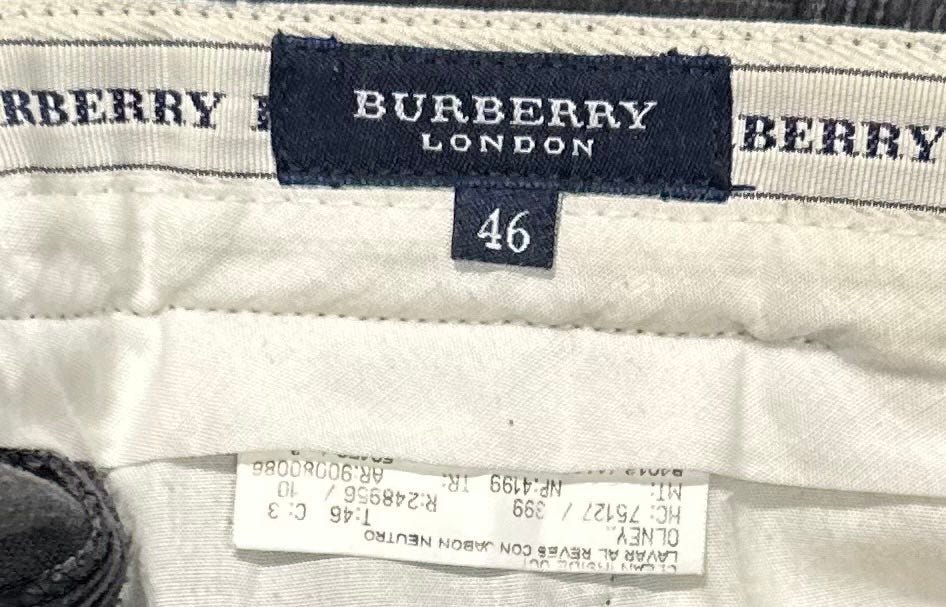 RBERRY
BURBERRY
LONDON
BERRY
46
LAVAR AL REVES CON JABON NEUTRO
OLNEY.
T:46 C:3
HC: 75127 / 399
R:248956 / 10
MT:
NP:4199 TR:
AR:90080086